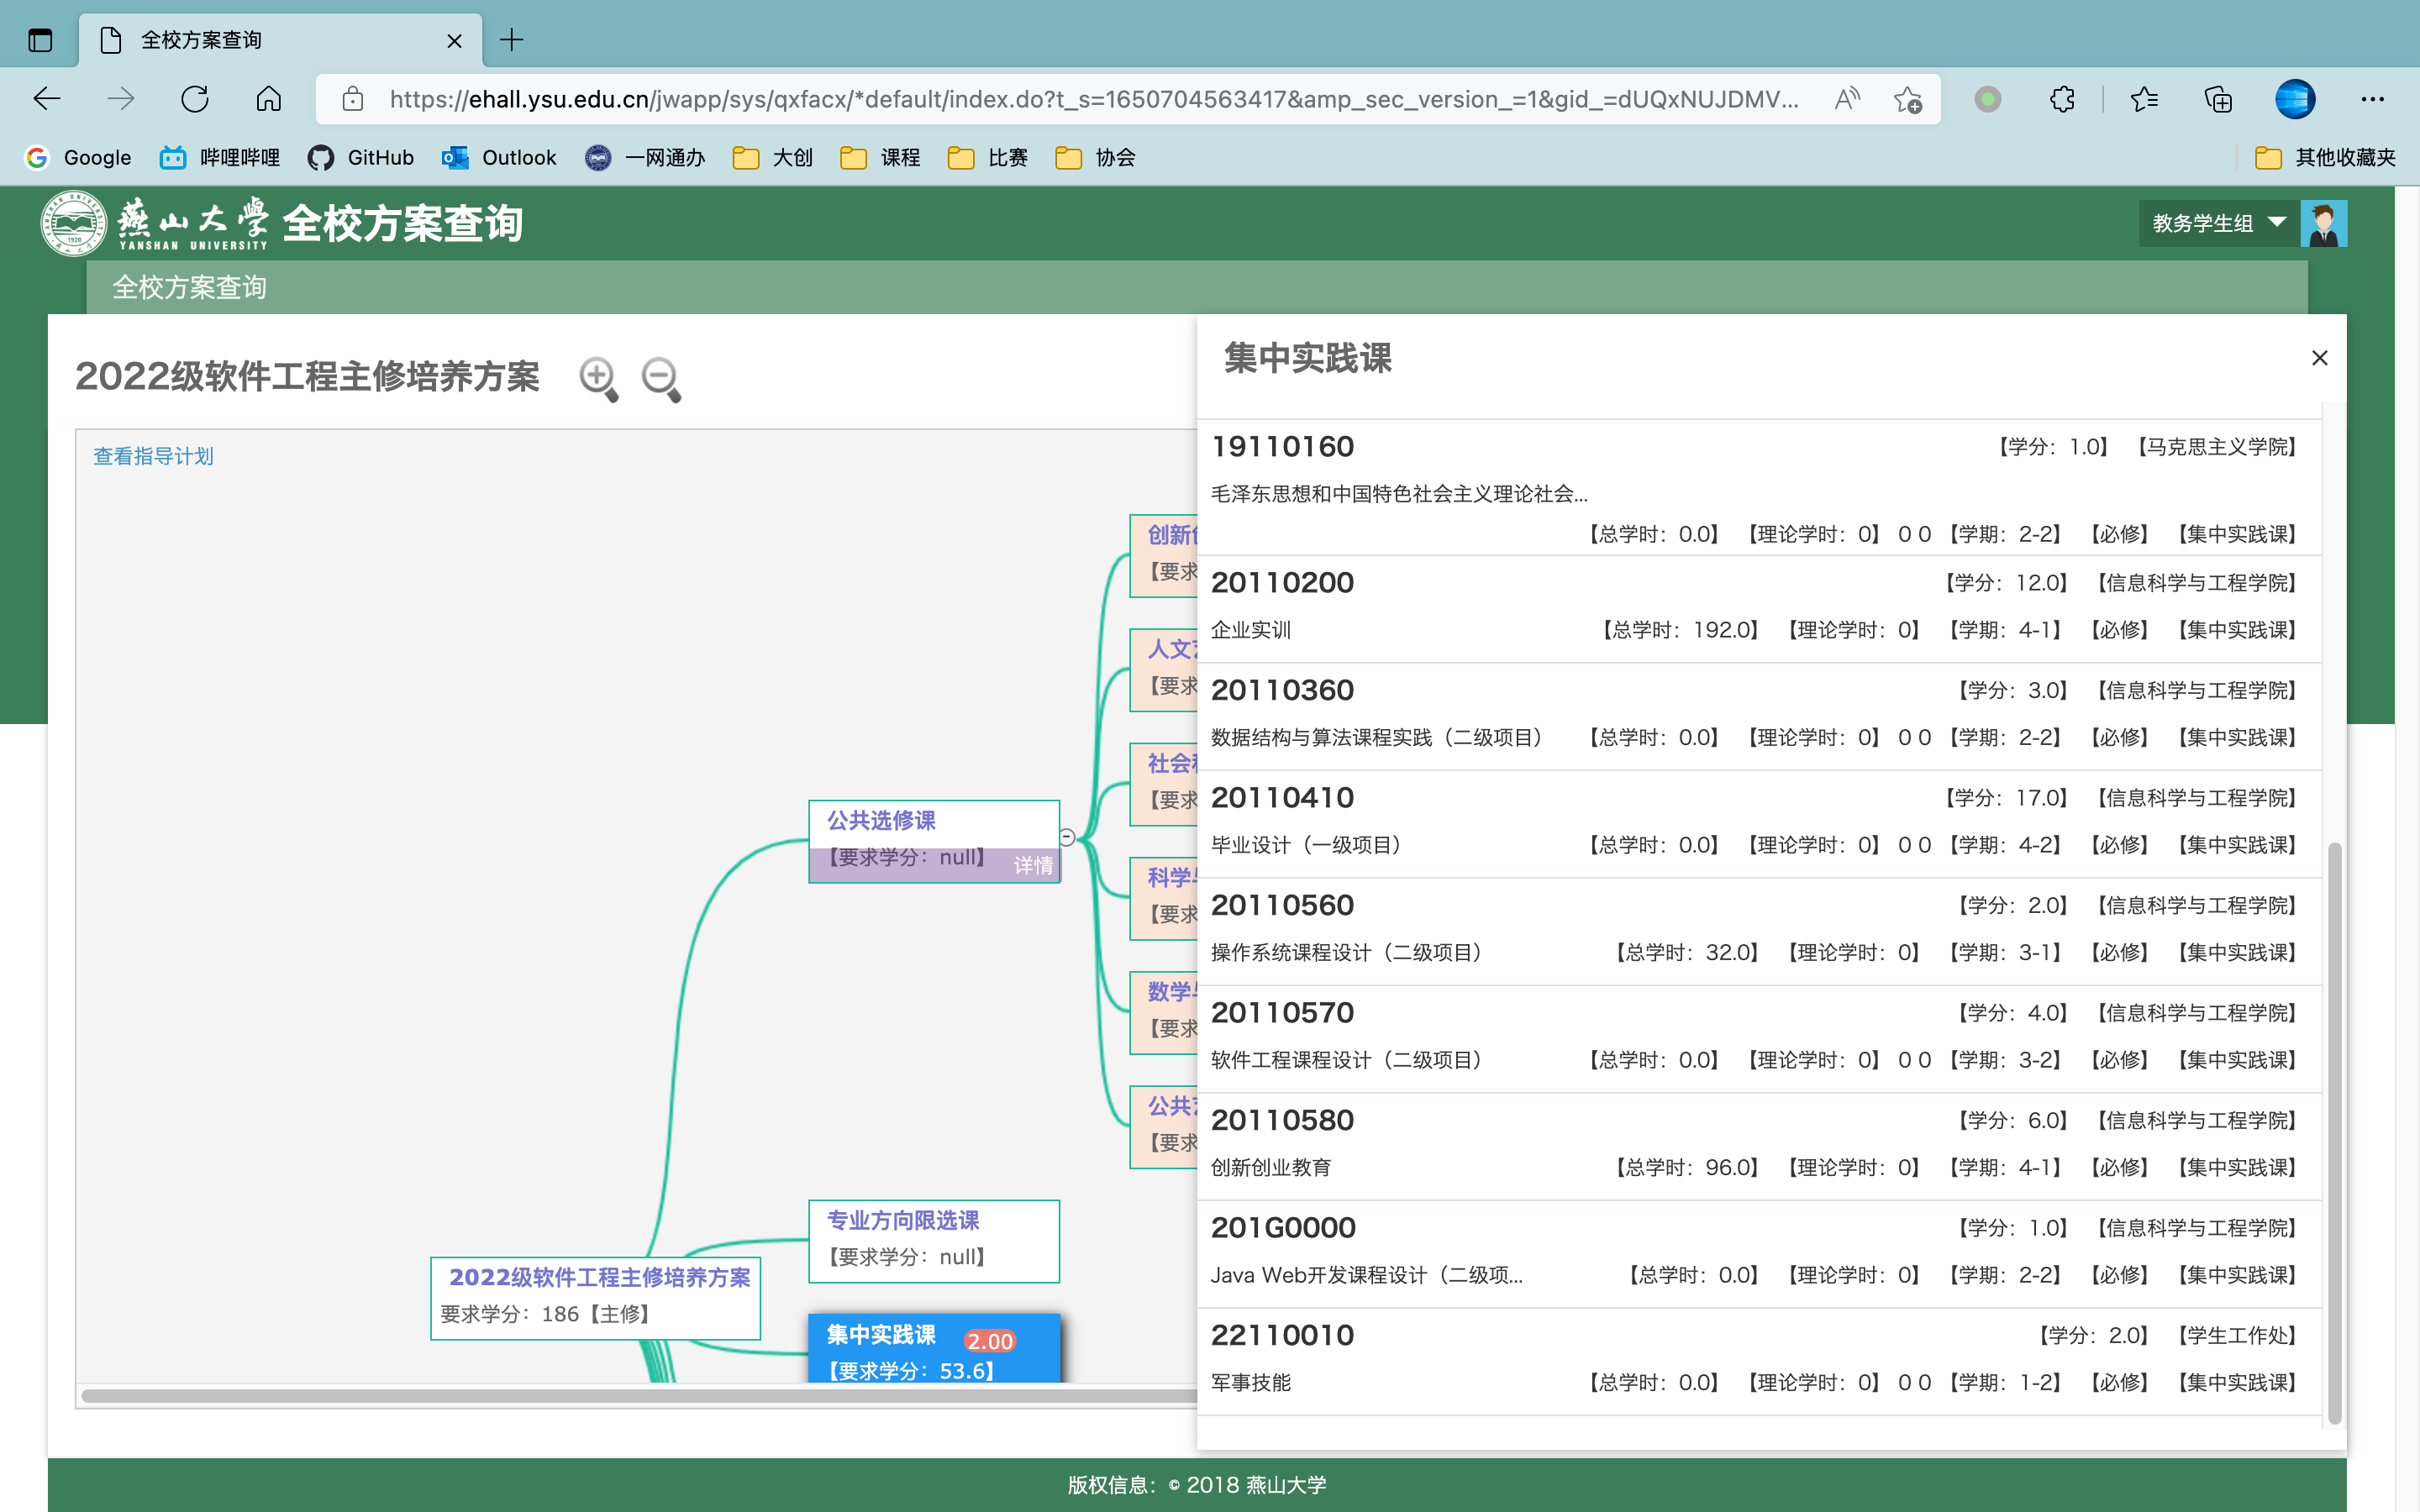 全校方案查询
https://ehall.ysu.edu.cn/jwapp/sys/qxfacx/*default/index.do?t_s=1650704563417&amp_sec_version_=1&gid_=dUQxNUJDMV...
Google 哔哩哔哩 GitHub Outlook 一网通办 大创 课程 比赛 协会 其他收藏夹
燕山大学 YANSHAN UNIVERSITY 全校方案查询 教务学生组
全校方案查询
2022级软件工程主修培养方案
查看指导计划
创新
【要求
人文
【要求
社会
【要求
公共选修课
【要求学分：null】 详情
科学
【要求
数学
【要求
公共
【要求
专业方向限选课
【要求学分：null】
2022级软件工程主修培养方案
要求学分：186【主修】
集中实践课 2.00
【要求学分：53.6】
集中实践课
19110160 【学分：1.0】 【马克思主义学院】
毛泽东思想和中国特色社会主义理论社会...
【总学时：0.0】 【理论学时：0】 0 0 【学期：2-2】 【必修】 【集中实践课】
20110200 【学分：12.0】 【信息科学与工程学院】
企业实训 【总学时：192.0】 【理论学时：0】 【学期：4-1】 【必修】 【集中实践课】
20110360 【学分：3.0】 【信息科学与工程学院】
数据结构与算法课程实践（二级项目） 【总学时：0.0】 【理论学时：0】 0 0 【学期：2-2】 【必修】 【集中实践课】
20110410 【学分：17.0】 【信息科学与工程学院】
毕业设计（一级项目） 【总学时：0.0】 【理论学时：0】 0 0 【学期：4-2】 【必修】 【集中实践课】
20110560 【学分：2.0】 【信息科学与工程学院】
操作系统课程设计（二级项目） 【总学时：32.0】 【理论学时：0】 【学期：3-1】 【必修】 【集中实践课】
20110570 【学分：4.0】 【信息科学与工程学院】
软件工程课程设计（二级项目） 【总学时：0.0】 【理论学时：0】 0 0 【学期：3-2】 【必修】 【集中实践课】
20110580 【学分：6.0】 【信息科学与工程学院】
创新创业教育 【总学时：96.0】 【理论学时：0】 【学期：4-1】 【必修】 【集中实践课】
201G0000 【学分：1.0】 【信息科学与工程学院】
Java Web开发课程设计（二级项... 【总学时：0.0】 【理论学时：0】 【学期：2-2】 【必修】 【集中实践课】
22110010 【学分：2.0】 【学生工作处】
军事技能 【总学时：0.0】 【理论学时：0】 0 0 【学期：1-2】 【必修】 【集中实践课】
版权信息：© 2018 燕山大学